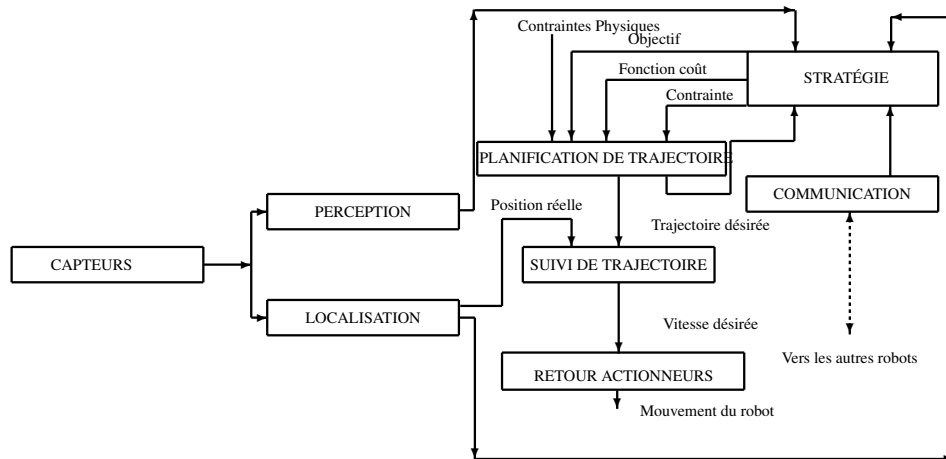 Contraintes Physiques
Objectif
Fonction coût
STRATÉGIE
Contrainte
PLANIFICATION DE TRAJECTOIRE
COMMUNICATION
PERCEPTION
Position réelle
Trajectoire désirée
CAPTEURS
SUIVI DE TRAJECTOIRE
LOCALISATION
Vitesse désirée
Vers les autres robots
RETOUR ACTIONNEURS
Mouvement du robot